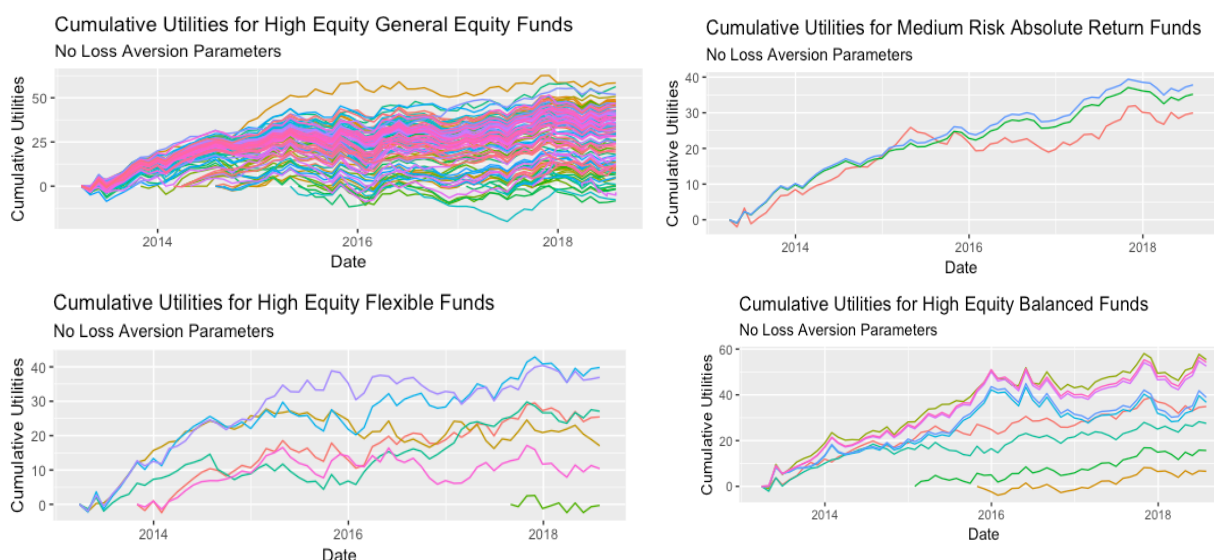 Cumulative Utilities for High Equity General Equity Funds
No Loss Aversion Parameters
Cumulative Utilities
50
25
0
2014
2016
2018
Date
Cumulative Utilities for Medium Risk Absolute Return Funds
No Loss Aversion Parameters
Cumulative Utilities
40
30
20
10
0
2014
2016
2018
Date
Cumulative Utilities for High Equity Flexible Funds
No Loss Aversion Parameters
Cumulative Utilities
40
30
20
10
0
2014
2016
2018
Date
Cumulative Utilities for High Equity Balanced Funds
No Loss Aversion Parameters
Cumulative Utilities
60
40
20
0
2014
2016
2018
Date